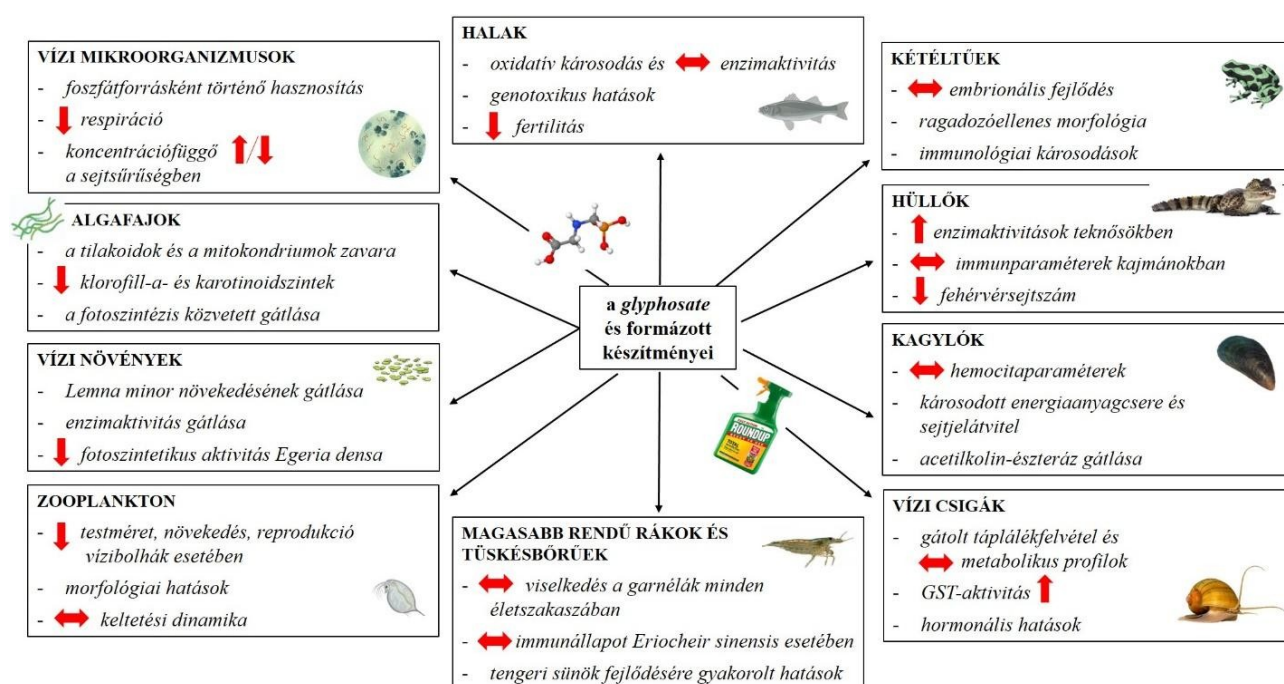 VÍZI MIKROORGANIZMUSOK
- foszfátforrásként történő hasznosítás
- respiráció
- koncentrációfüggő /
a sejtsűrűségben
ALGAFAJOK
- a tilakoidok és a mitokondriumok zavara
- klorofill-a- és karotinoidszintek
- a fotoszintézis közvetett gátlása
VÍZI NÖVÉNYEK
- Lemna minor növekedésének gátlása
- enzimaktivitás gátlása
- fotoszintetikus aktivitás Egeria densa
ZOOPLANKTON
- testméret, növekedés, reprodukció
vízibolhák esetében
- morfológiai hatások
- keltetési dinamika
HALAK
- oxidatív károsodás és enzimaktivitás
- genotoxikus hatások
- fertilitás
a glyphosate
és formázott
készítményei
ROUNDUP
MAGASABB RENDŰ RÁKOK ÉS
TÜSKÉSBŐRŰEK
- viselkedés a garnélák minden
életszakaszában
- immunállapot Eriocheir sinensis esetében
- tengeri sünök fejlődésére gyakorolt hatások
KÉTÉLTŰEK
- embrionális fejlődés
- ragadozóellenes morfológia
- immunológiai károsodások
HÜLLŐK
- enzimaktivitások teknősökben
- immunparaméterek kajmánokban
- fehérvérsejtszám
KAGYLÓK
- hemocitaparaméterek
- károsodott energiaanyagcsere és
sejtjelátvitel
- acetilkolin-észteráz gátlása
VÍZI CSIGÁK
- gátolt táplálékfelvétel és
metabolikus profilok
- GST-aktivitás
- hormonális hatások